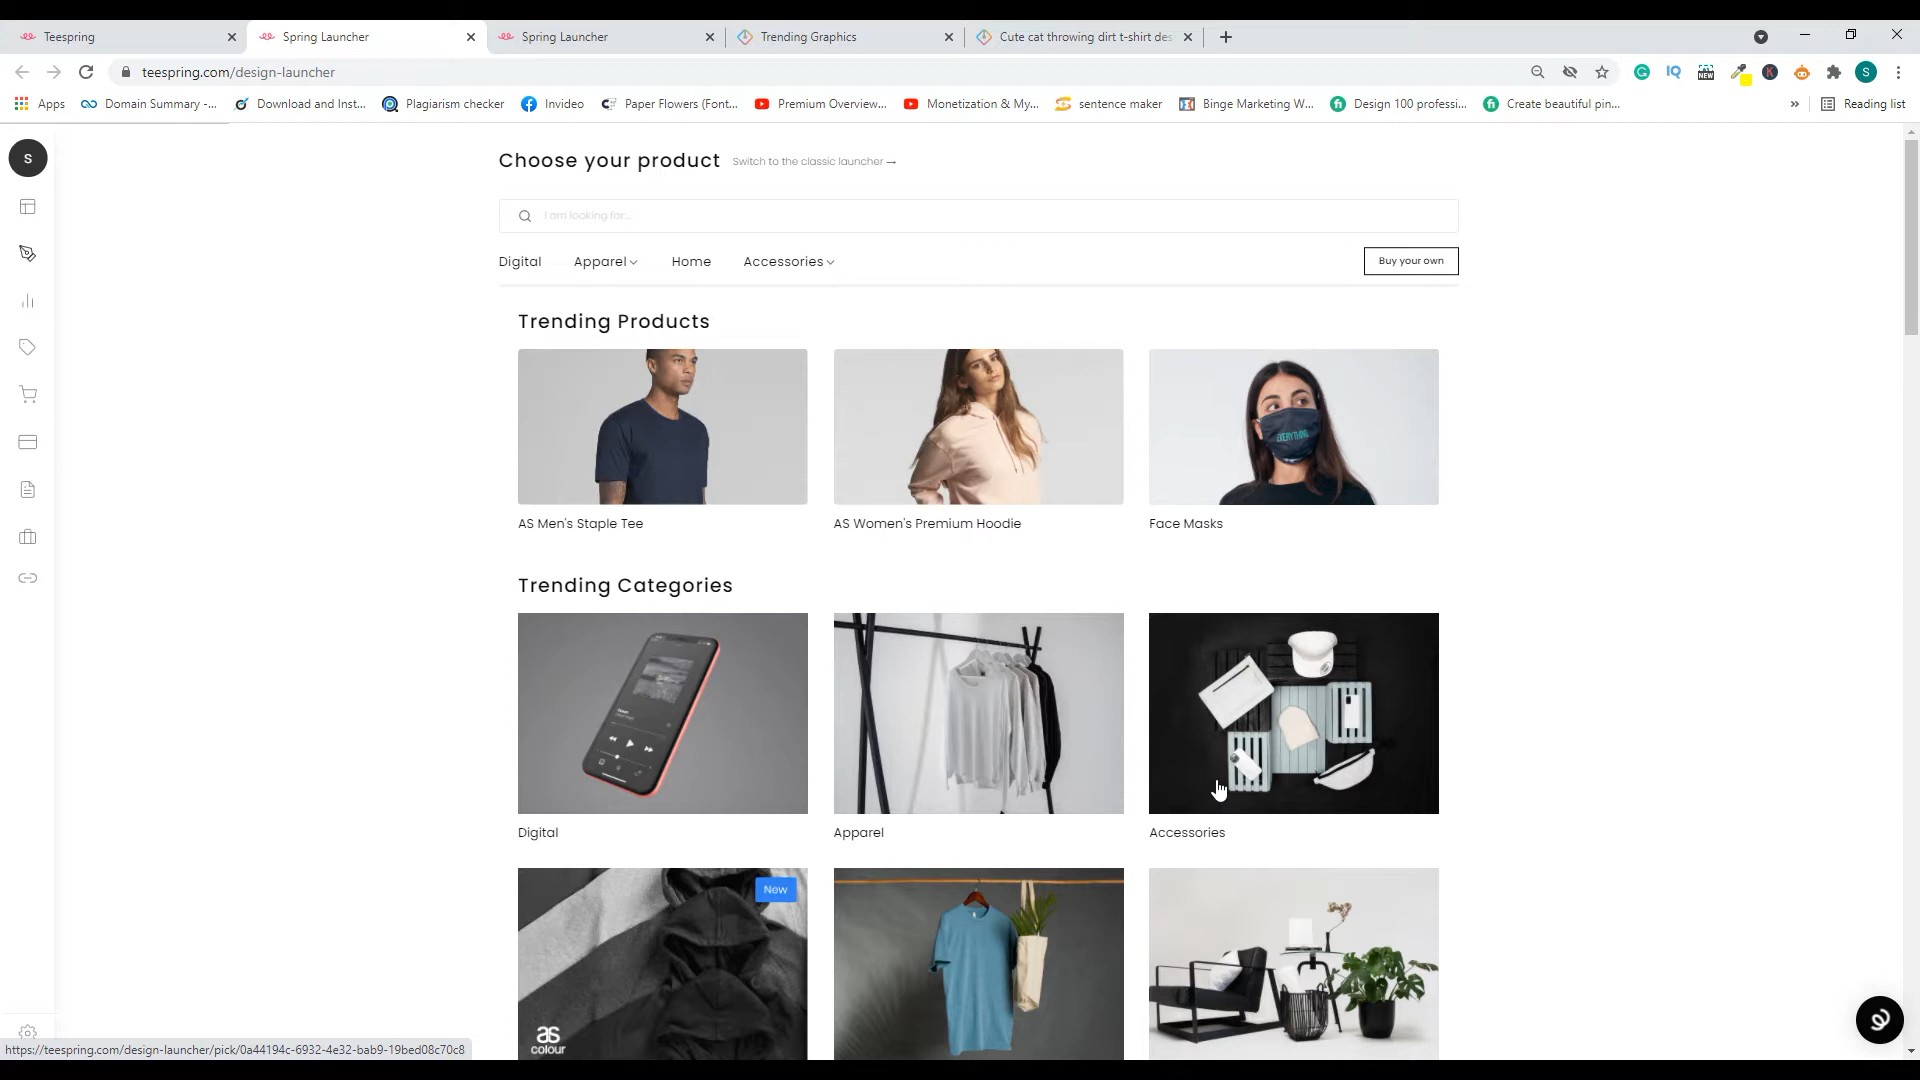 Teespring
Spring Launcher
Spring Launcher
Trending Graphics
Cute cat throwing dirt t-shirt des
teespring.com/design-launcher
Apps
Domain Summary -...
Download and Inst...
Plagiarism checker
Invideo
Paper Flowers (Font...
Premium Overview...
Monetization & My...
sentence maker
Binge Marketing W...
Design 100 professi...
Create beautiful pin...
»
Reading list
S
Choose your product
Switch to the classic launcher →
I am looking for...
Digital
Apparel
Home
Accessories
Buy your own
Trending Products
EVERYTHING
AS Men's Staple Tee
AS Women's Premium Hoodie
Face Masks
Trending Categories
Digital
Apparel
Accessories
New
as
colour
https://teespring.com/design-launcher/pick/0a44194c-6932-4e32-bab9-19bed08c70c8